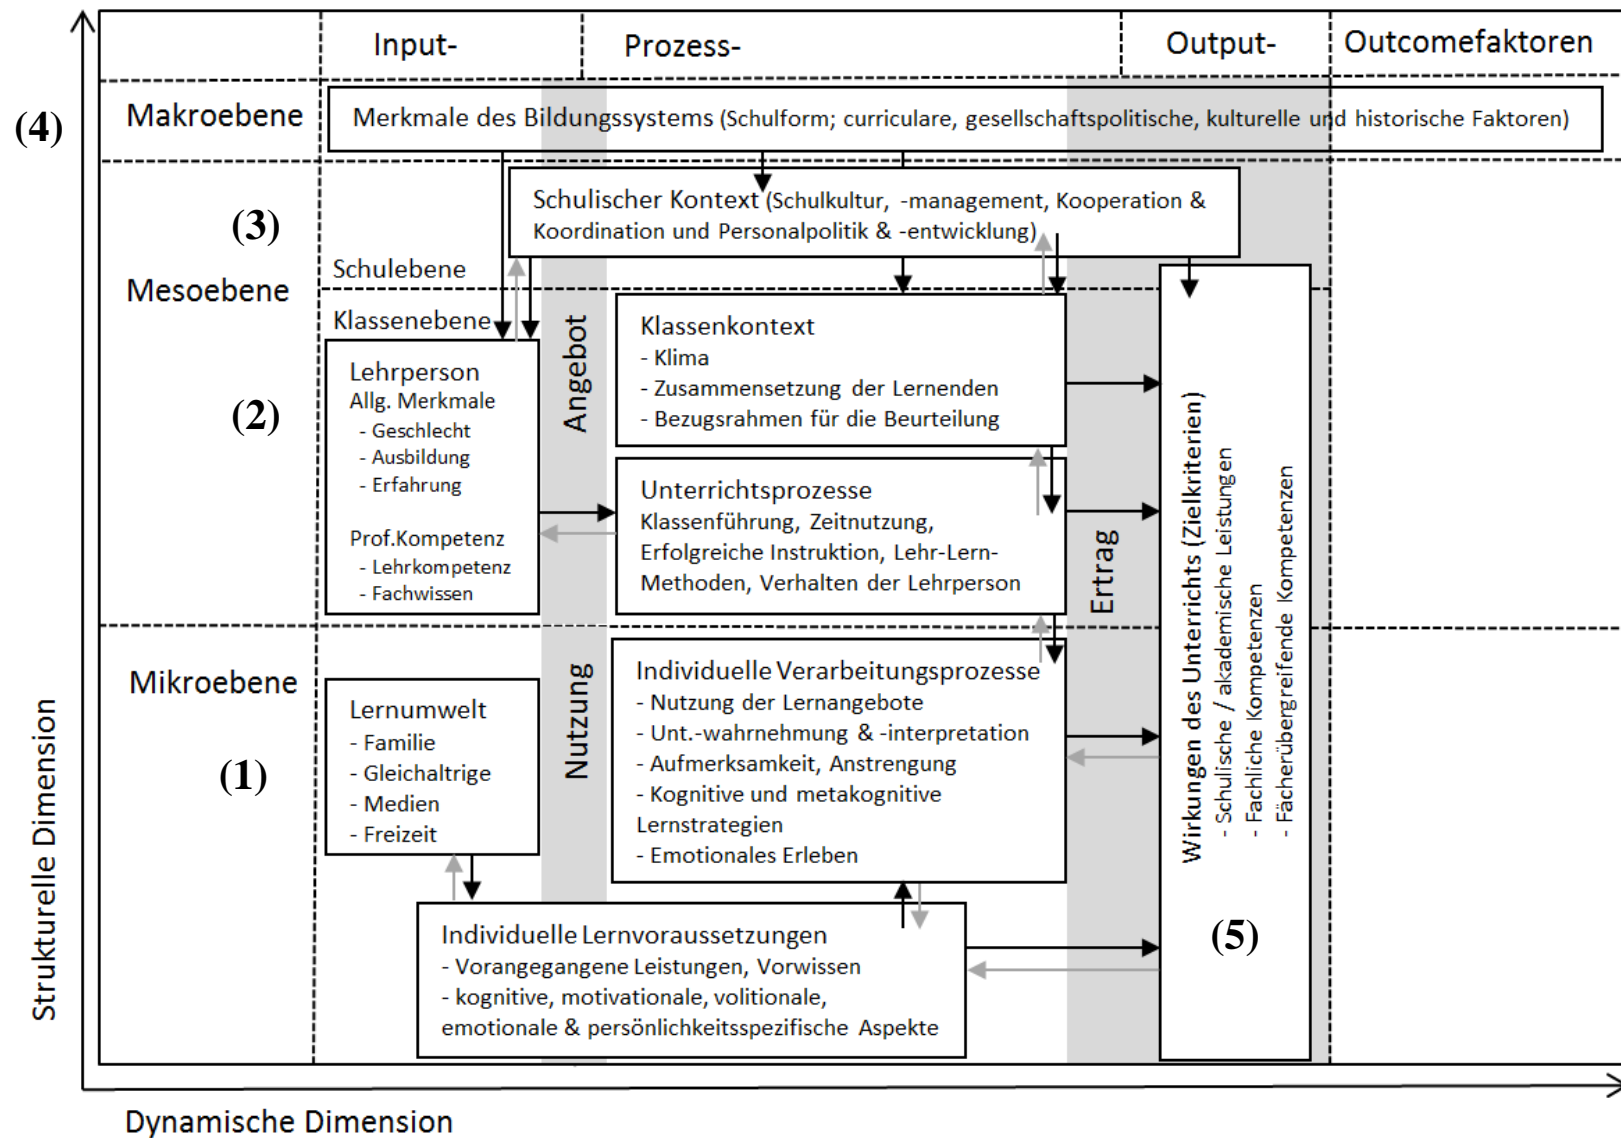 Input-
Prozess-
Output-
Outcomefaktoren
(4)
Makroebene
Merkmale des Bildungssystems (Schulform; curriculare, gesellschaftspolitische, kulturelle und historische Faktoren)
(3)
Mesoebene
Schulebene
Klassenebene
Schulischer Kontext (Schulkultur, -management, Kooperation &
Koordination und Personalpolitik & -entwicklung)
(2)
Lehrperson
Allg. Merkmale
- Geschlecht
- Ausbildung
- Erfahrung
Prof.Kompetenz
- Lehrkompetenz
- Fachwissen
Angebot
Klassenkontext
- Klima
- Zusammensetzung der Lernenden
- Bezugsrahmen für die Beurteilung
Unterrichtsprozesse
Klassenführung, Zeitnutzung,
Erfolgreiche Instruktion, Lehr-Lern-
Methoden, Verhalten der Lehrperson
Ertrag
Wirkungen des Unterrichts (Zielkriterien)
- Schulische / akademische Leistungen
- Fachliche Kompetenzen
- Fächerübergreifende Kompetenzen
(5)
Mikroebene
(1)
Lernumwelt
- Familie
- Gleichaltrige
- Medien
- Freizeit
Nutzung
Individuelle Verarbeitungsprozesse
- Nutzung der Lernangebote
- Unt.-wahrnehmung & -interpretation
- Aufmerksamkeit, Anstrengung
- Kognitive und metakognitive
Lernstrategien
- Emotionales Erleben
Individuelle Lernvoraussetzungen
- Vorangegangene Leistungen, Vorwissen
- kognitive, motivationale, volitionale,
emotionale & persönlichkeitsspezifische Aspekte
Strukturelle Dimension
Dynamische Dimension